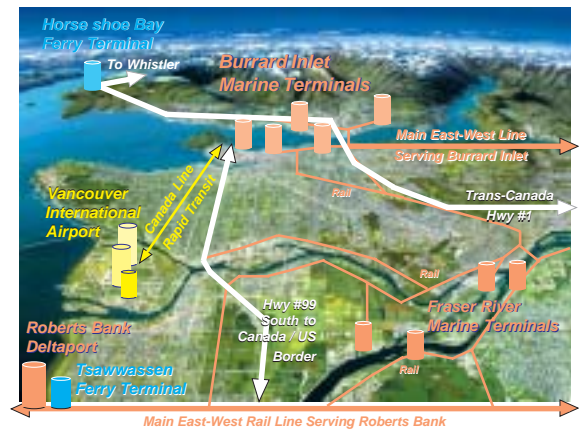 Horse shoe Bay
Ferry Terminal
To Whistler
Burrard Inlet
Marine Terminals
Main East-West Line
Serving Burrard Inlet
Rail
Trans-Canada
Hwy #1
Vancouver
International
Airport
Canada Line
Rapid Transit
Rail
Hwy #99
South to
Canada / US
Border
Fraser River
Marine Terminals
Roberts Bank
Deltaport
Tsawwassen
Ferry Terminal
Rail
Main East-West Rail Line Serving Roberts Bank